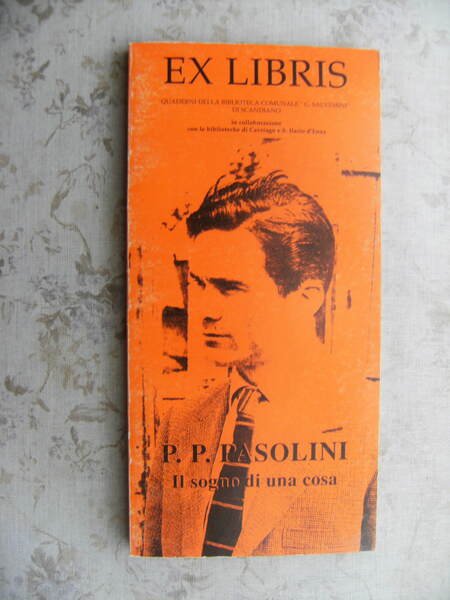 EX LIBRIS
QUADERNI DELLA BIBLIOTECA COMUNALE "G. SALVEMINI"
DI SCANDIANO
in collaborazione
con le biblioteche di Cavriago e S. Ilario d'Enza
P. P. PASOLINI
Il sogno di una cosa